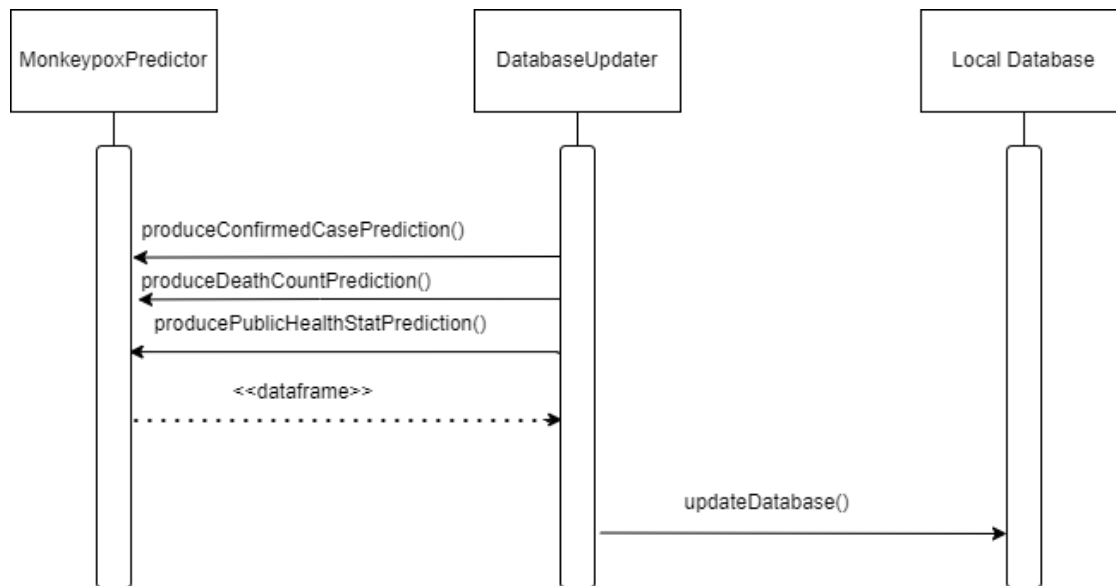 MonkeypoxPredictor
DatabaseUpdater
Local Database
produceConfirmedCasePrediction()
produceDeathCountPrediction()
producePublicHealthStatPrediction()
<<dataframe>>
updateDatabase()